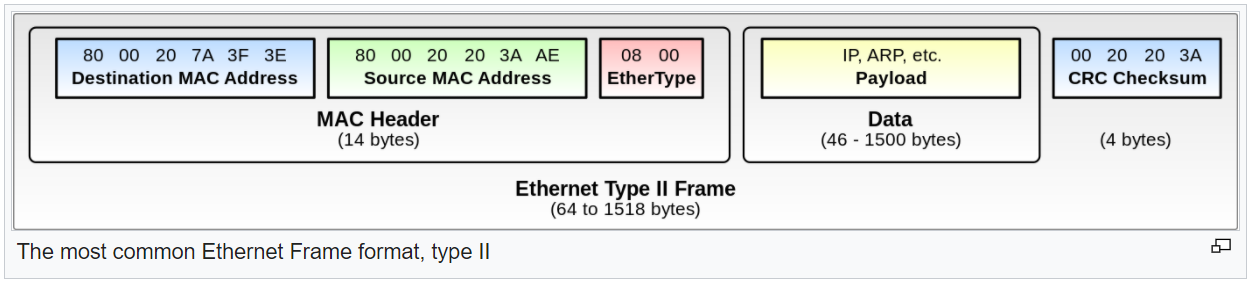 80 00 20 7A 3F 3E
Destination MAC Address
80 00 20 20 3A AE
Source MAC Address
08 00
EtherType
MAC Header
(14 bytes)
IP, ARP, etc.
Payload
Data
(46 - 1500 bytes)
00 20 20 3A
CRC Checksum
(4 bytes)
Ethernet Type II Frame
(64 to 1518 bytes)
The most common Ethernet Frame format, type II